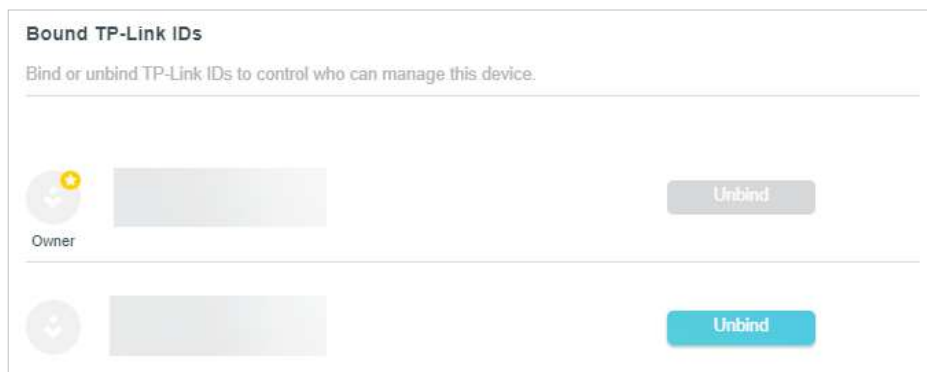 Bound TP-Link IDs
Bind or unbind TP-Link IDs to control who can manage this device.
Unbind
Owner
Unbind